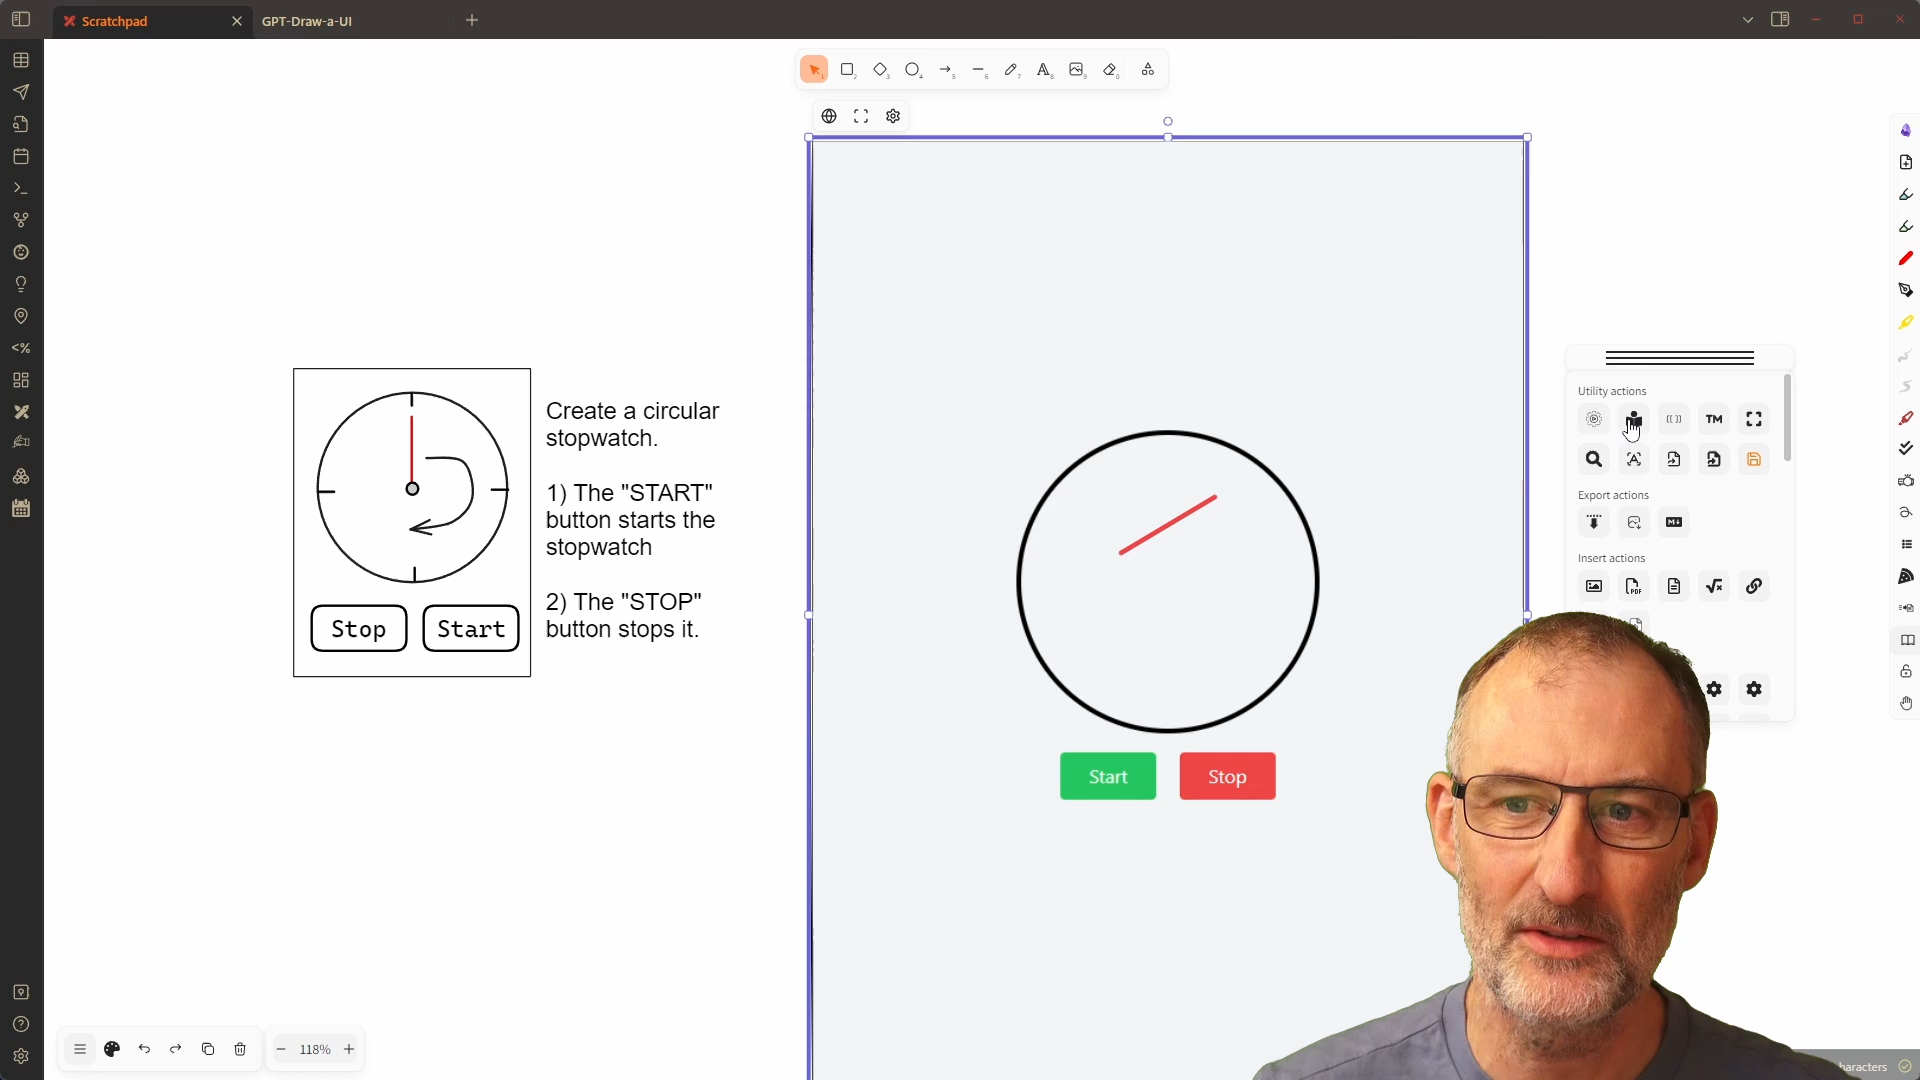 Scratchpad
GPT-Draw-a-UI
Create a circular
stopwatch.
1) The "START"
button starts the
stopwatch
2) The "STOP"
button stops it.
Stop
Start
Start
Stop
Utility actions
TM
Export actions
Insert actions
PDF
118%